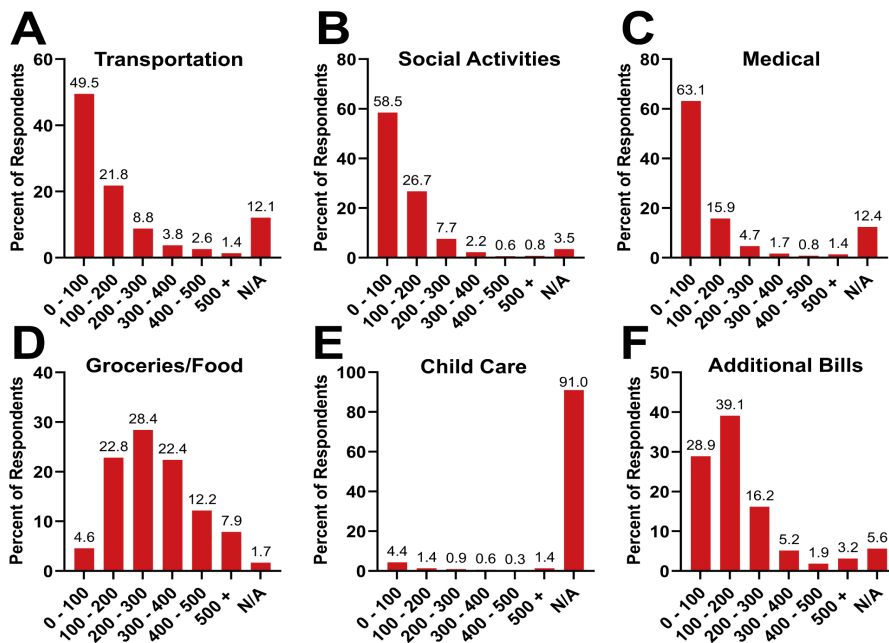 A
Transportation
Percent of Respondents
60
40
20
0
49.5
21.8
8.8
3.8
2.6
1.4
12.1
0 - 100
100 - 200
200 - 300
300 - 400
400 - 500
500 +
N/A
B
Social Activities
Percent of Respondents
80
60
40
20
0
58.5
26.7
7.7
2.2
0.6
0.8
3.5
0 - 100
100 - 200
200 - 300
300 - 400
400 - 500
500 +
N/A
C
Medical
Percent of Respondents
80
60
40
20
0
63.1
15.9
4.7
1.7
0.8
1.4
12.4
0 - 100
100 - 200
200 - 300
300 - 400
400 - 500
500 +
N/A
D
Groceries/Food
Percent of Respondents
40
30
20
10
0
4.6
22.8
28.4
22.4
12.2
7.9
1.7
0 - 100
100 - 200
200 - 300
300 - 400
400 - 500
500 +
N/A
E
Child Care
Percent of Respondents
100
80
60
40
20
0
4.4
1.4
0.9
0.6
0.3
1.4
91.0
0 - 100
100 - 200
200 - 300
300 - 400
400 - 500
500 +
N/A
F
Additional Bills
Percent of Respondents
50
40
30
20
10
0
28.9
39.1
16.2
5.2
1.9
3.2
5.6
0 - 100
100 - 200
200 - 300
300 - 400
400 - 500
500 +
N/A